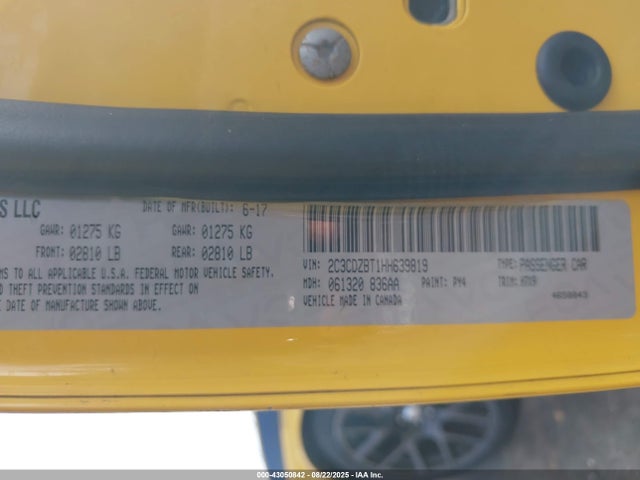 S LLC
DATE OF MFR(BUILT): 6-17
GAWR: 01275 KG GAWR: 01275 KG
FRONT: 02810 LB REAR: 02810 LB
MS TO ALL APPLICABLE U.S.A. FEDERAL MOTOR VEHICLE SAFETY,
D THEFT PREVENTION STANDARDS IN EFFECT ON
E DATE OF MANUFACTURE SHOWN ABOVE.
VIN: 2C3CDZBT1HH639819 TYPE: PASSENGER CAR
MDH: 061320 836AA PAINT: PY4 TRIM:
VEHICLE MADE IN CANADA
000-43050842 - 08/22/2025 - IAA Inc.